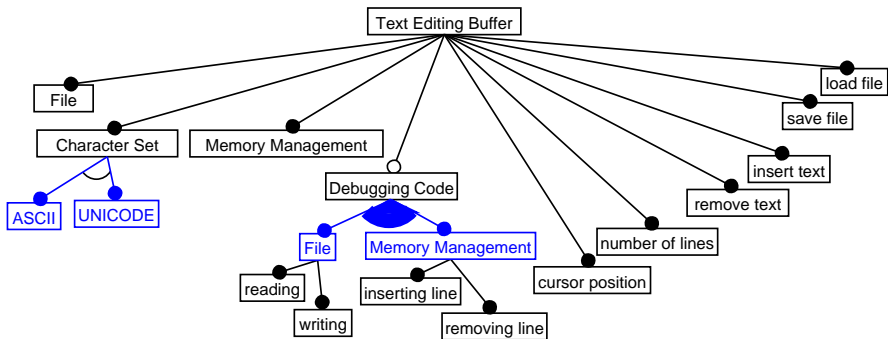 Text Editing Buffer
load file
File
save file
Character Set
Memory Management
insert text
Debugging Code
remove text
ASCII
UNICODE
number of lines
File
Memory Management
cursor position
reading
inserting line
writing
removing line